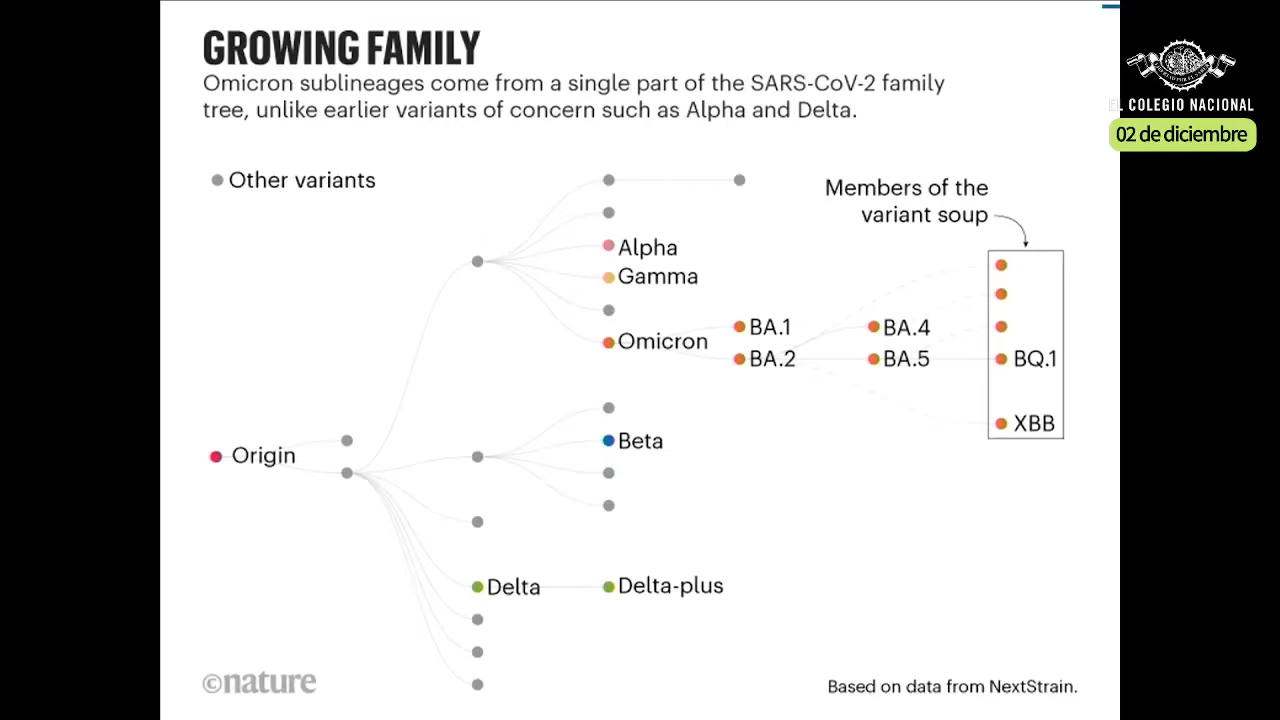 GROWING FAMILY
Omicron sublineages come from a single part of the SARS-CoV-2 family
tree, unlike earlier variants of concern such as Alpha and Delta.
EL COLEGIO NACIONAL
02 de diciembre
Other variants
Members of the
variant soup
Alpha
Gamma
Omicron
BA.1
BA.4
BA.2
BA.5
BQ.1
XBB
Beta
Origin
Delta
Delta-plus
©nature
Based on data from NextStrain.